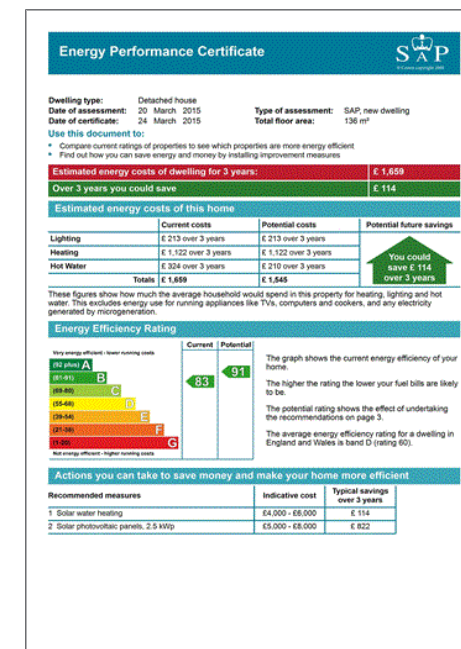 Energy Performance Certificate
SAP
© Crown copyright 2009
Dwelling type: Detached house
Date of assessment: 20 March 2015 Type of assessment: SAP, new dwelling
Date of certificate: 24 March 2015 Total floor area: 136 m²
Use this document to:
• Compare current ratings of properties to see which properties are more energy efficient
• Find out how you can save energy and money by installing improvement measures
Estimated energy costs of dwelling for 3 years: £ 1,659
Over 3 years you could save £ 114
Estimated energy costs of this home
Current costs Potential costs Potential future savings
Lighting £ 213 over 3 years £ 213 over 3 years
Heating £ 1,122 over 3 years £ 1,122 over 3 years
Hot Water £ 324 over 3 years £ 210 over 3 years
Totals £ 1,659 £ 1,545
You could
save £ 114
over 3 years
These figures show how much the average household would spend in this property for heating, lighting and hot
water. This excludes energy use for running appliances like TVs, computers and cookers, and any electricity
generated by microgeneration.
Energy Efficiency Rating
Current Potential
Very energy efficient - lower running costs
(92 plus) A
(81-91) B
(69-80) C
(55-68) D
(39-54) E
(21-38) F
(1-20) G
Not energy efficient - higher running costs
83
91
The graph shows the current energy efficiency of your
home.
The higher the rating the lower your fuel bills are likely
to be.
The potential rating shows the effect of undertaking
the recommendations on page 3.
The average energy efficiency rating for a dwelling in
England and Wales is band D (rating 60).
Actions you can take to save money and make your home more efficient
Recommended measures Indicative cost Typical savings
over 3 years
1 Solar water heating £4,000 - £6,000 £ 114
2 Solar photovoltaic panels, 2.5 kWp £5,000 - £8,000 £ 822